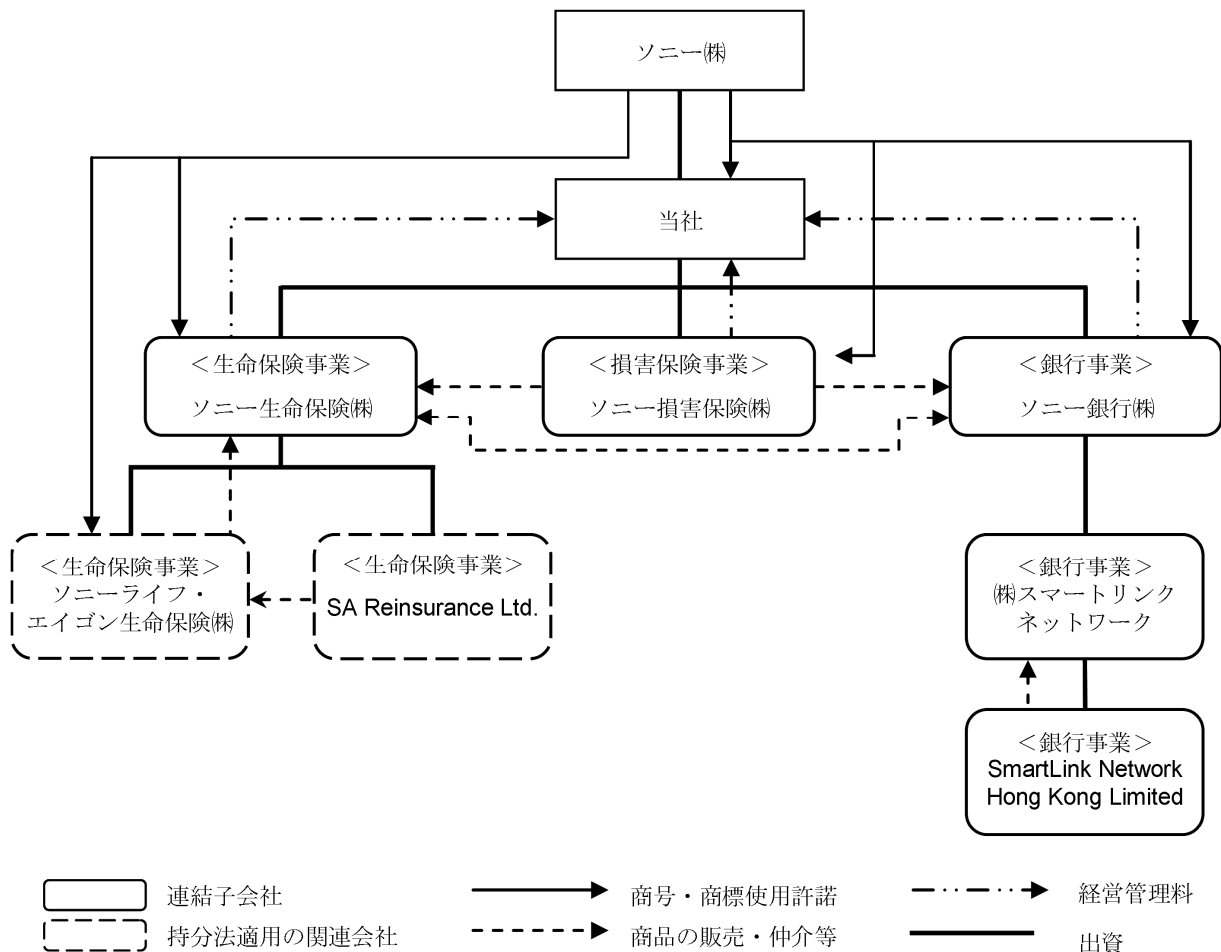 ソニー㈱
当社
＜生命保険事業＞
ソニー生命保険㈱
＜損害保険事業＞
ソニー損害保険㈱
＜銀行事業＞
ソニー銀行㈱
＜生命保険事業＞
ソニーライフ・
エイゴン生命保険㈱
＜生命保険事業＞
SA Reinsurance Ltd.
＜銀行事業＞
㈱スマートリンク
ネットワーク
＜銀行事業＞
SmartLink Network
Hong Kong Limited
連結子会社
商号・商標使用許諾
経営管理料
持分法適用の関連会社
商品の販売・仲介等
出資